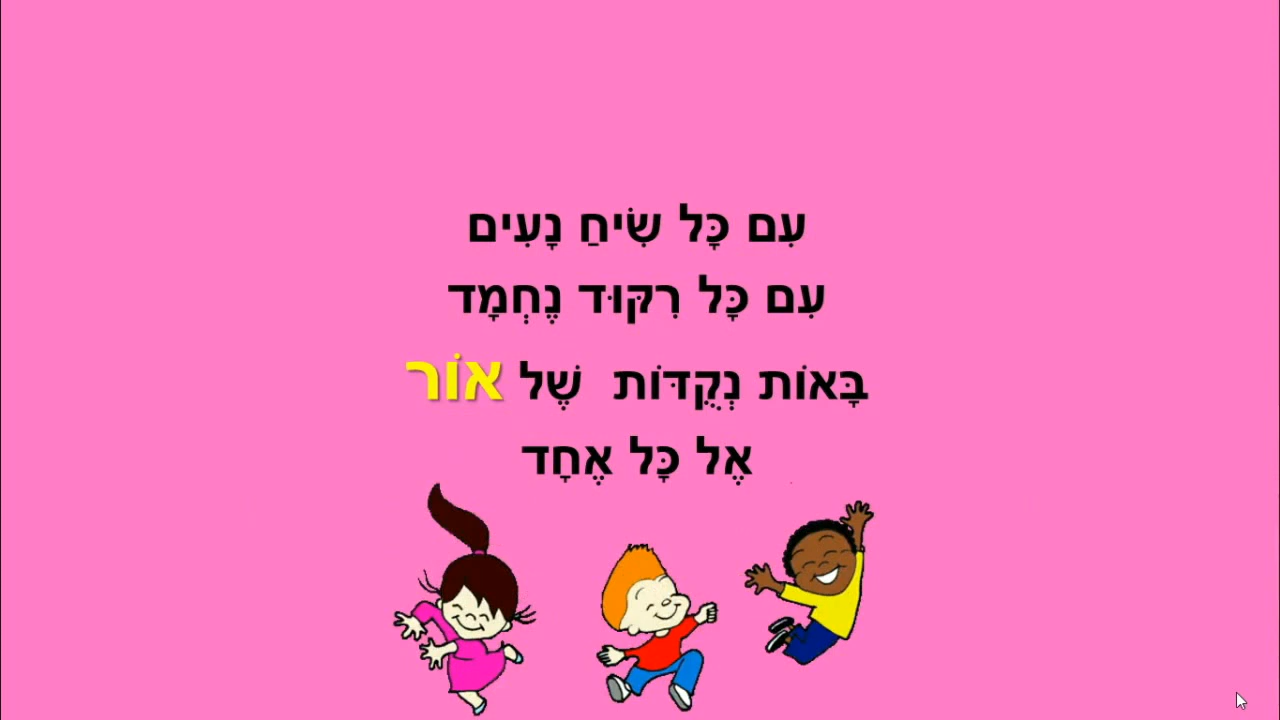 עִם כָּל שִׂיחַ נָעִים
עִם כָּל רִקּוּד נֶחְמָד
בָּאוֹת נְקֻדּוֹת שֶׁל אוֹר
אֶל כָּל אֶחָד